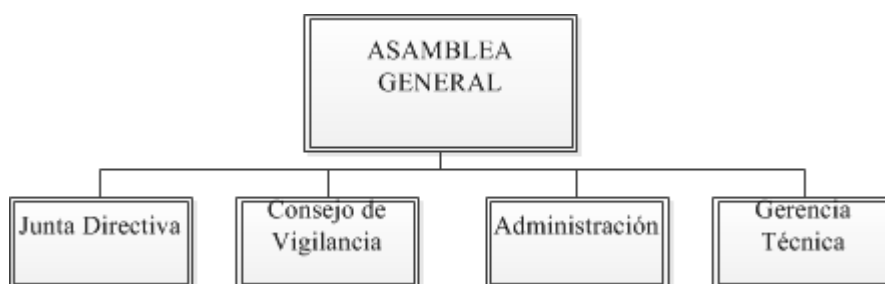 ASAMBLEA
GENERAL
Junta Directiva
Consejo de
Vigilancia
Administración
Gerencia
Técnica